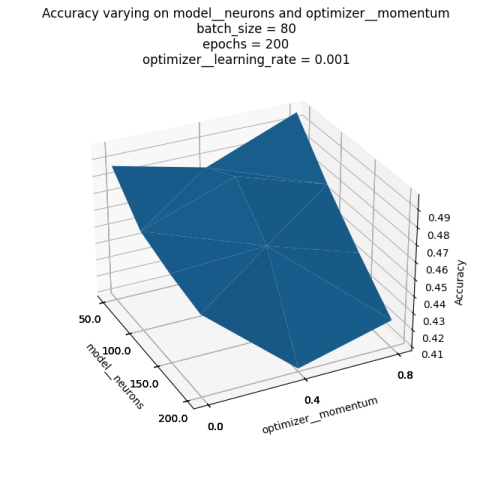 Accuracy varying on model__neurons and optimizer__momentum
batch_size = 80
epochs = 200
optimizer__learning_rate = 0.001
0.49
0.48
0.47
0.46
0.45
0.44
0.43
0.42
0.41
Accuracy
50.0
100.0
150.0
200.0
model__neurons
0.0
0.4
0.8
optimizer__momentum